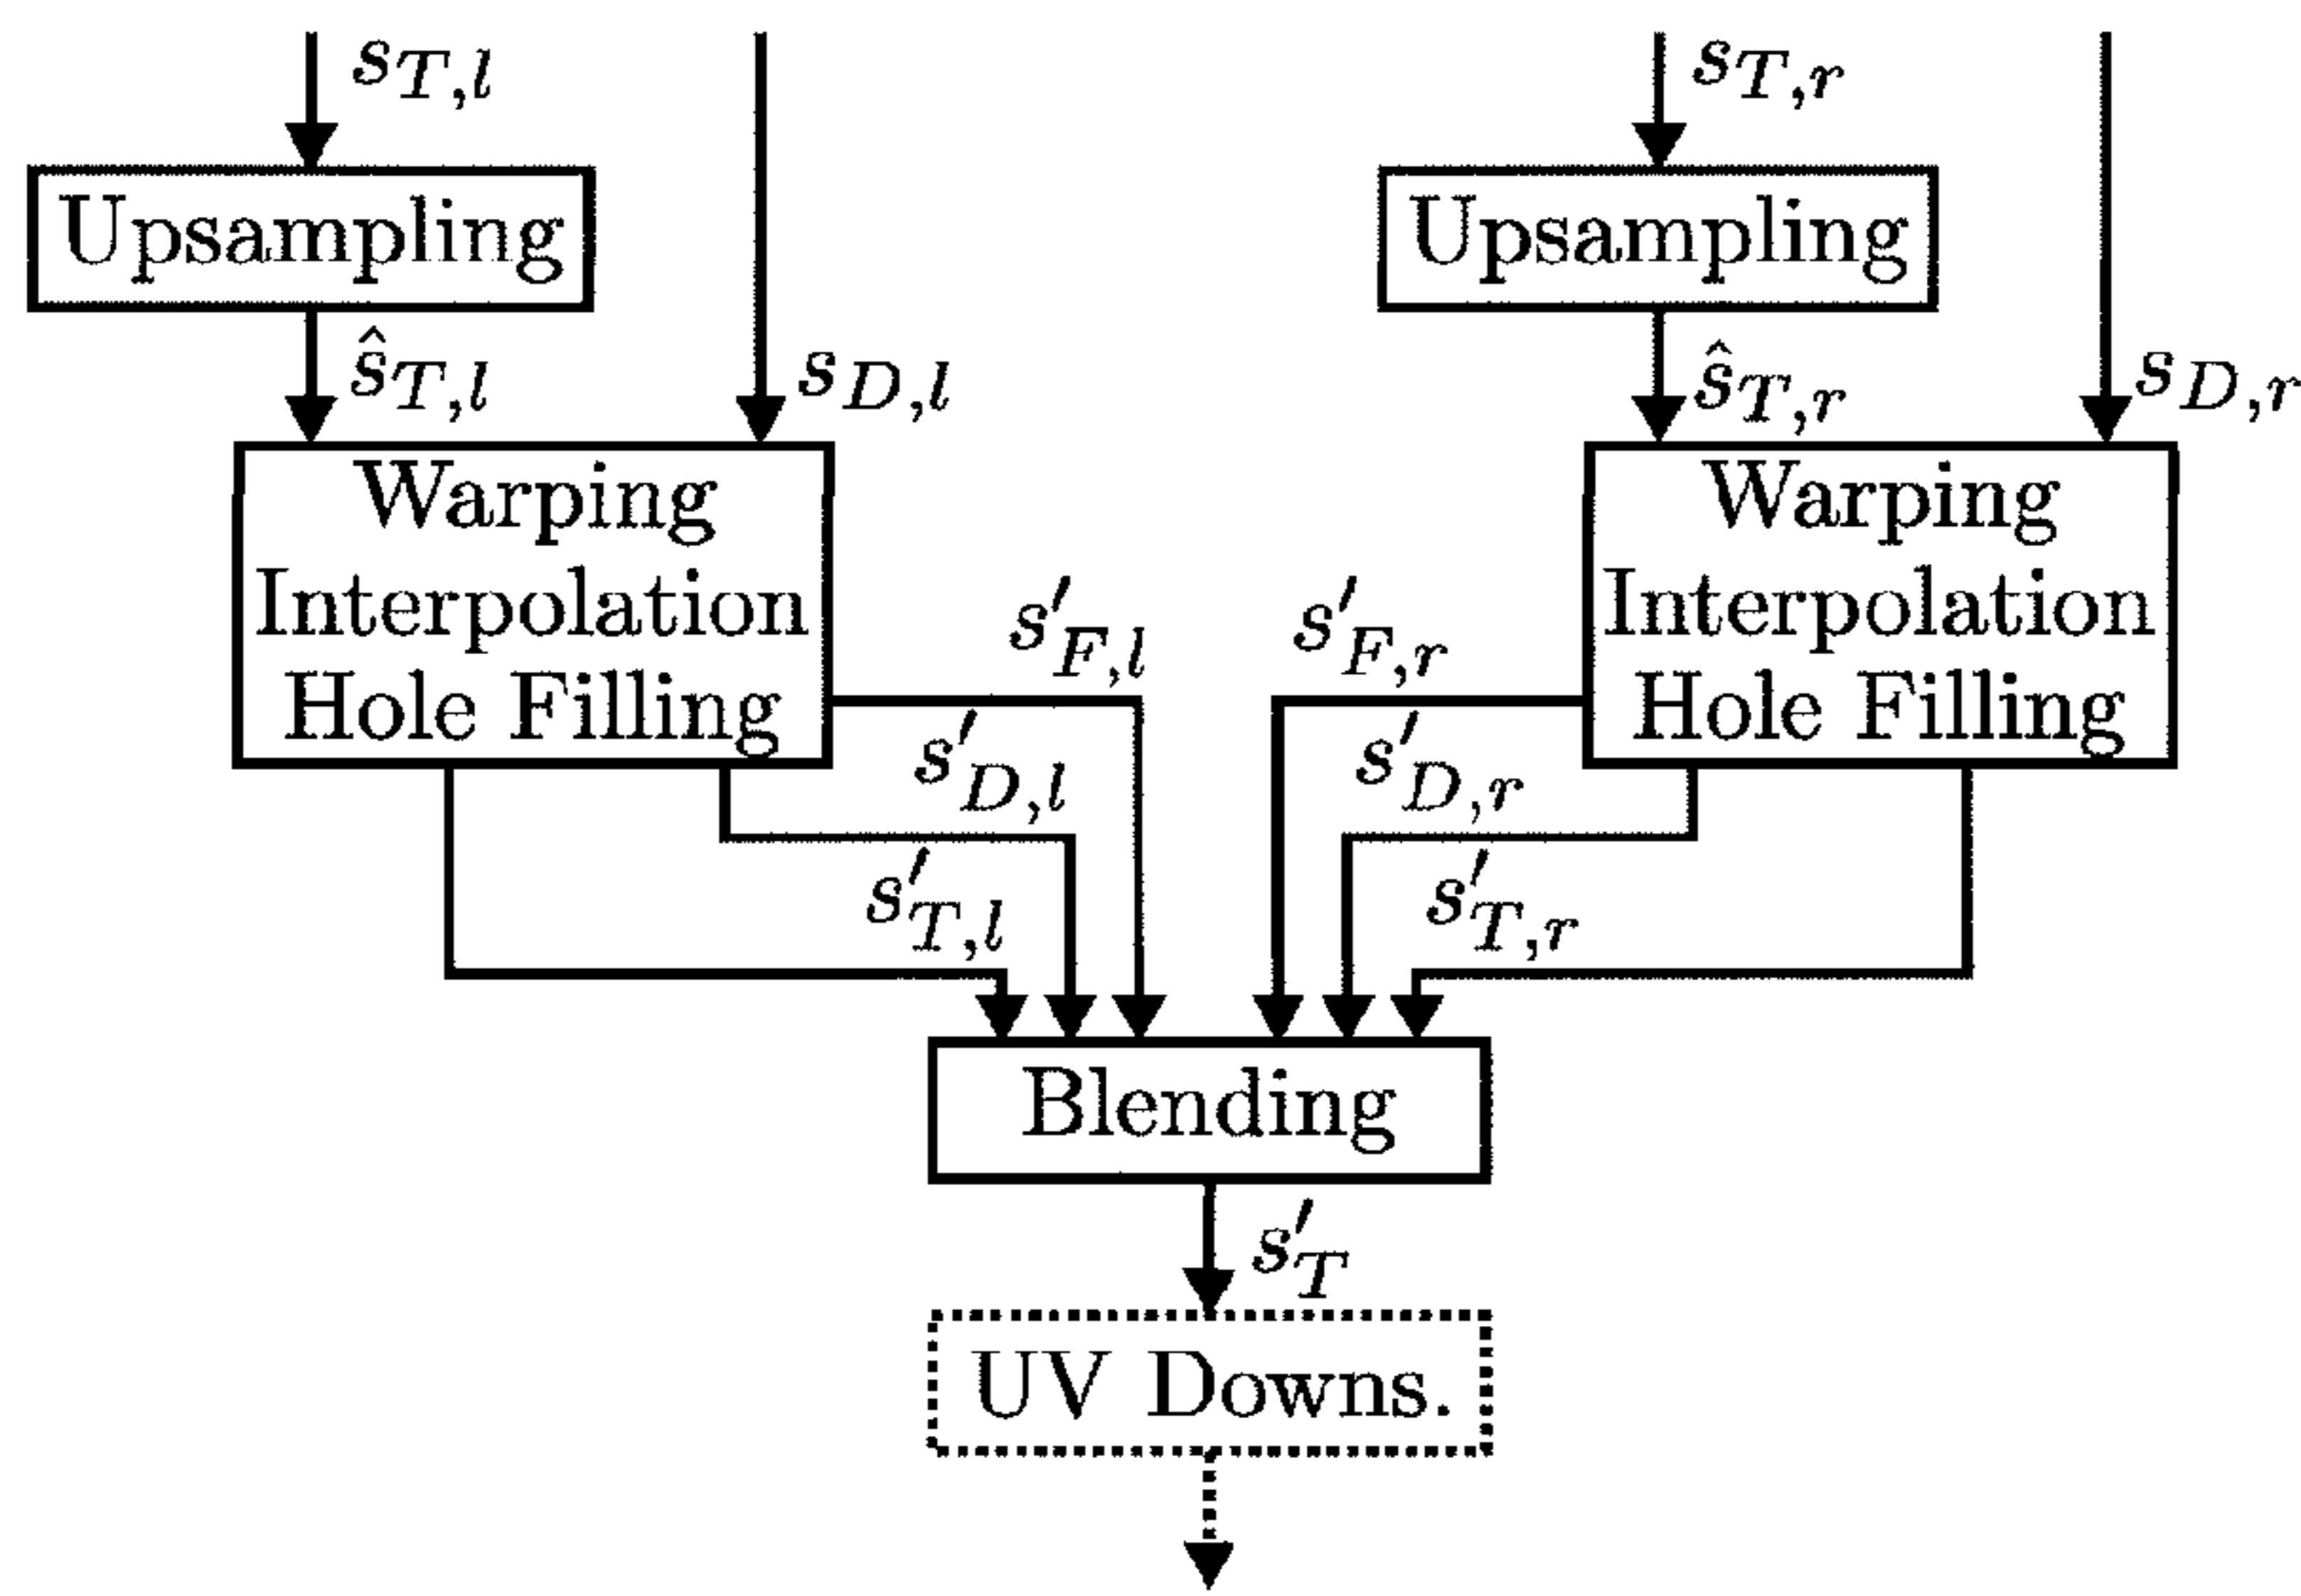 s_{T,l}
s_{T,r}
Upsampling
Upsampling
ŝ_{T,l}
s_{D,l}
ŝ_{T,r}
s_{D,r}
Warping
Interpolation
Hole Filling
Warping
Interpolation
Hole Filling
s′_{F,l}
s′_{F,r}
s′_{D,l}
s′_{D,r}
s′_{T,l}
s′_{T,r}
Blending
s′_T
UV Downs.